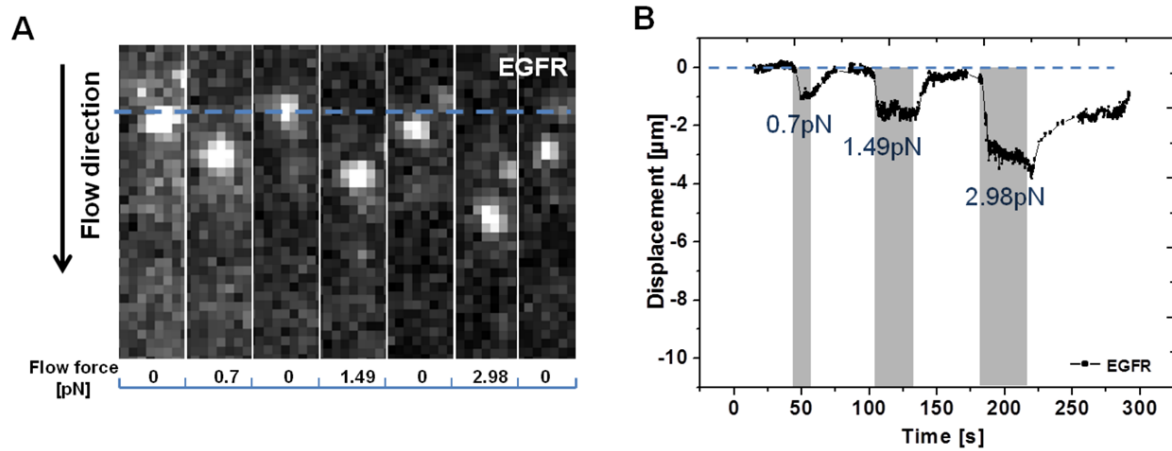 A
Flow direction
EGFR
Flow force
[pN]
0 0.7 0 1.49 0 2.98 0
B
Displacement [µm]
0
-2
-4
-6
-8
-10
0.7pN
1.49pN
2.98pN
EGFR
0 50 100 150 200 250 300
Time [s]